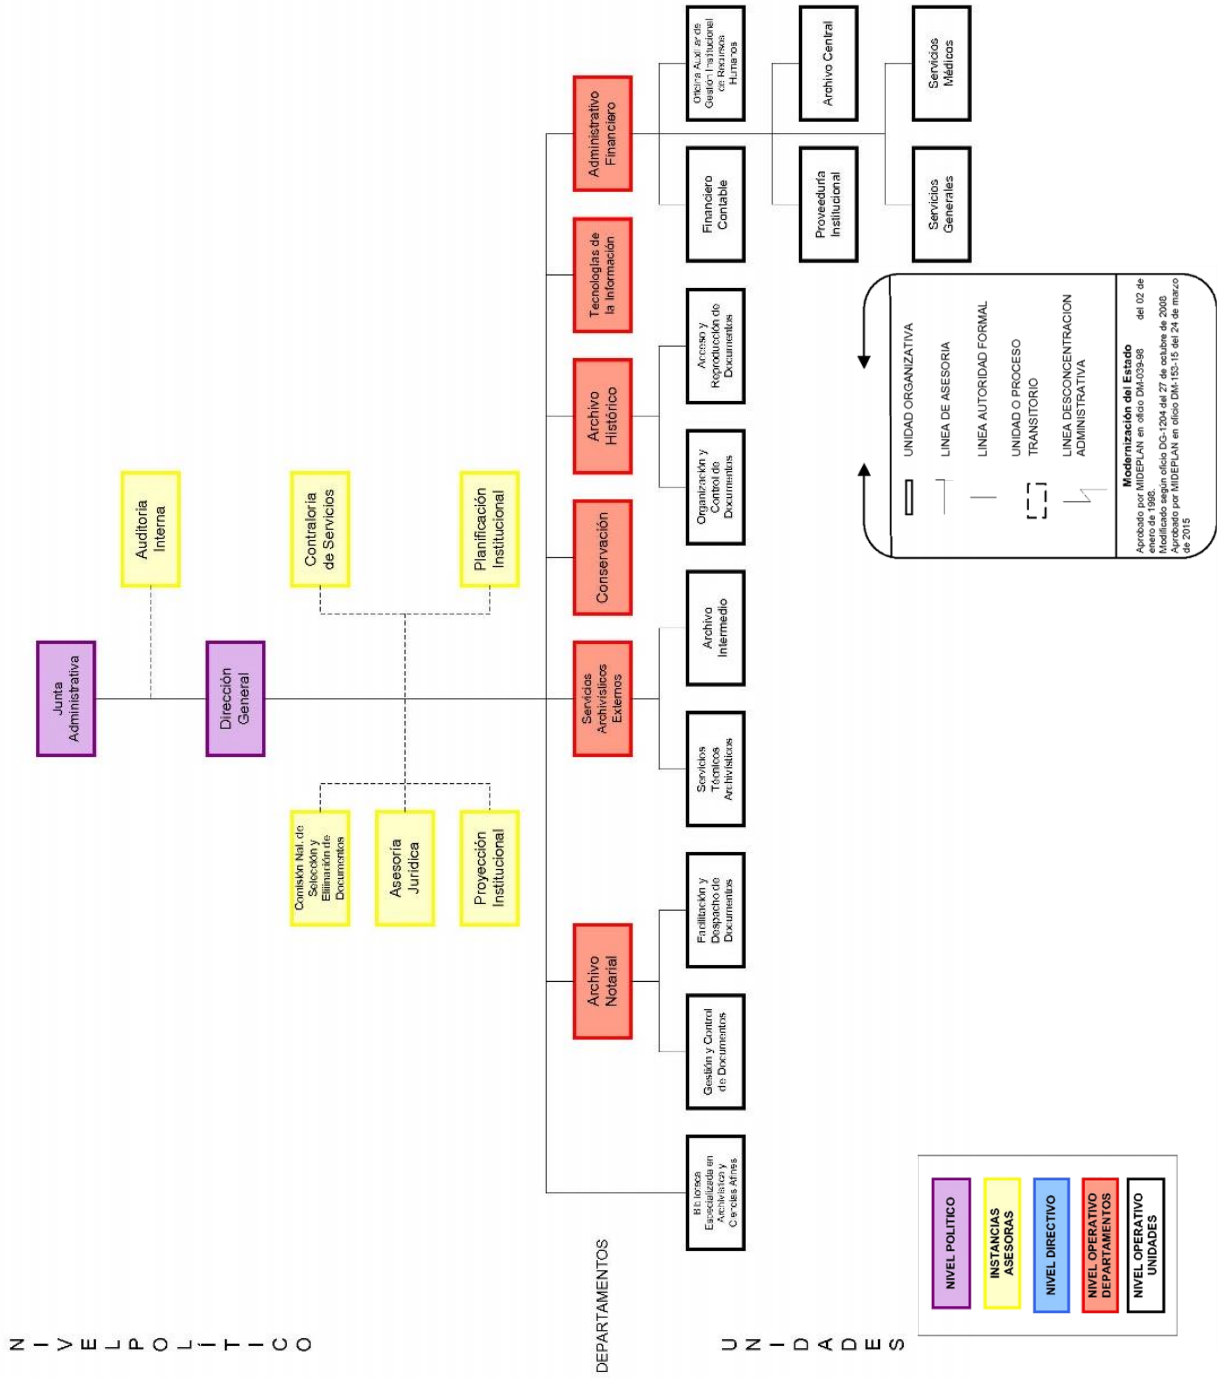 NIVEL POLÍTICO
Junta
Administrativa
Auditoria
Interna
Dirección
General
Comisión Nal. de
Selección y
Eliminación de
Documentos
Contraloría
de Servicios
Asesoría
Jurídica
Proyección
Institucional
Planificación
Institucional
DEPARTAMENTOS
Archivo
Notarial
Servicios
Archivísticos
Externos
Conservación
Archivo
Histórico
Tecnologías de
la Información
Administrativo
Financiero
UNIDADES
Biblioteca
Especializada en
Archivística y
Ciencias Afines
Gestión y Control
de Documentos
Facilitación y
Despacho de
Documentos
Servicios
Técnicos
Archivísticos
Archivo
Intermedio
Organización y
Control de
Documentos
Acceso y
Reproducción de
Documentos
Financiero
Contable
Oficina Auxiliar de
Gestión Institucional
de Recursos
Humanos
Proveeduría
Institucional
Archivo Central
Servicios
Generales
Servicios
Médicos
NIVEL POLITICO
INSTANCIAS
ASESORAS
NIVEL DIRECTIVO
NIVEL OPERATIVO
DEPARTAMENTOS
NIVEL OPERATIVO
UNIDADES
UNIDAD ORGANIZATIVA
LINEA DE ASESORIA
LINEA AUTORIDAD FORMAL
UNIDAD O PROCESO
TRANSITORIO
LINEA DESCONCENTRACION
ADMINISTRATIVA
Modernización del Estado
Aprobado por MIDEPLAN en oficio DM-039-98 del 02 de
enero de 1998.
Modificado según oficio DG-1204 del 27 de octubre de 2008
Aprobado por MIDEPLAN en oficio DM-153-15 del 24 de marzo
de 2015